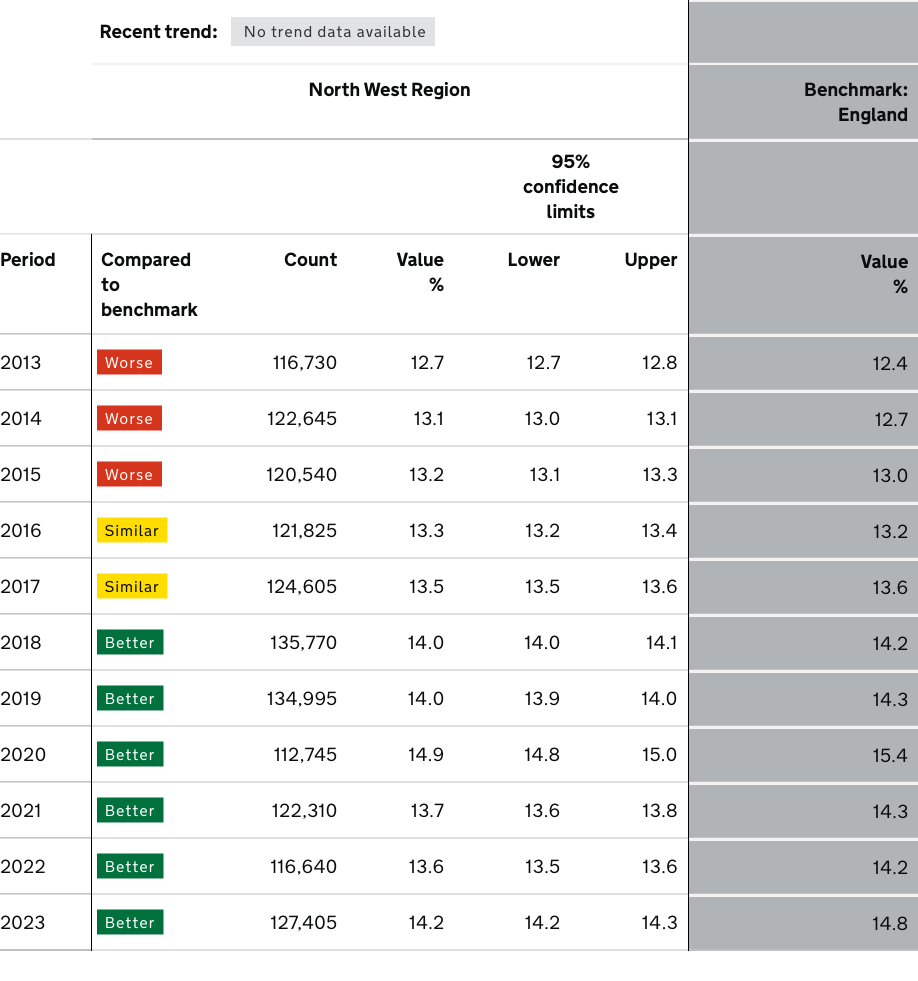 Recent trend: No trend data available
North West Region Benchmark:
England
95%
confidence
limits
Period Compared Count Value Lower Upper Value
to % %
benchmark
2013 Worse 116,730 12.7 12.7 12.8 12.4
2014 Worse 122,645 13.1 13.0 13.1 12.7
2015 Worse 120,540 13.2 13.1 13.3 13.0
2016 Similar 121,825 13.3 13.2 13.4 13.2
2017 Similar 124,605 13.5 13.5 13.6 13.6
2018 Better 135,770 14.0 14.0 14.1 14.2
2019 Better 134,995 14.0 13.9 14.0 14.3
2020 Better 112,745 14.9 14.8 15.0 15.4
2021 Better 122,310 13.7 13.6 13.8 14.3
2022 Better 116,640 13.6 13.5 13.6 14.2
2023 Better 127,405 14.2 14.2 14.3 14.8